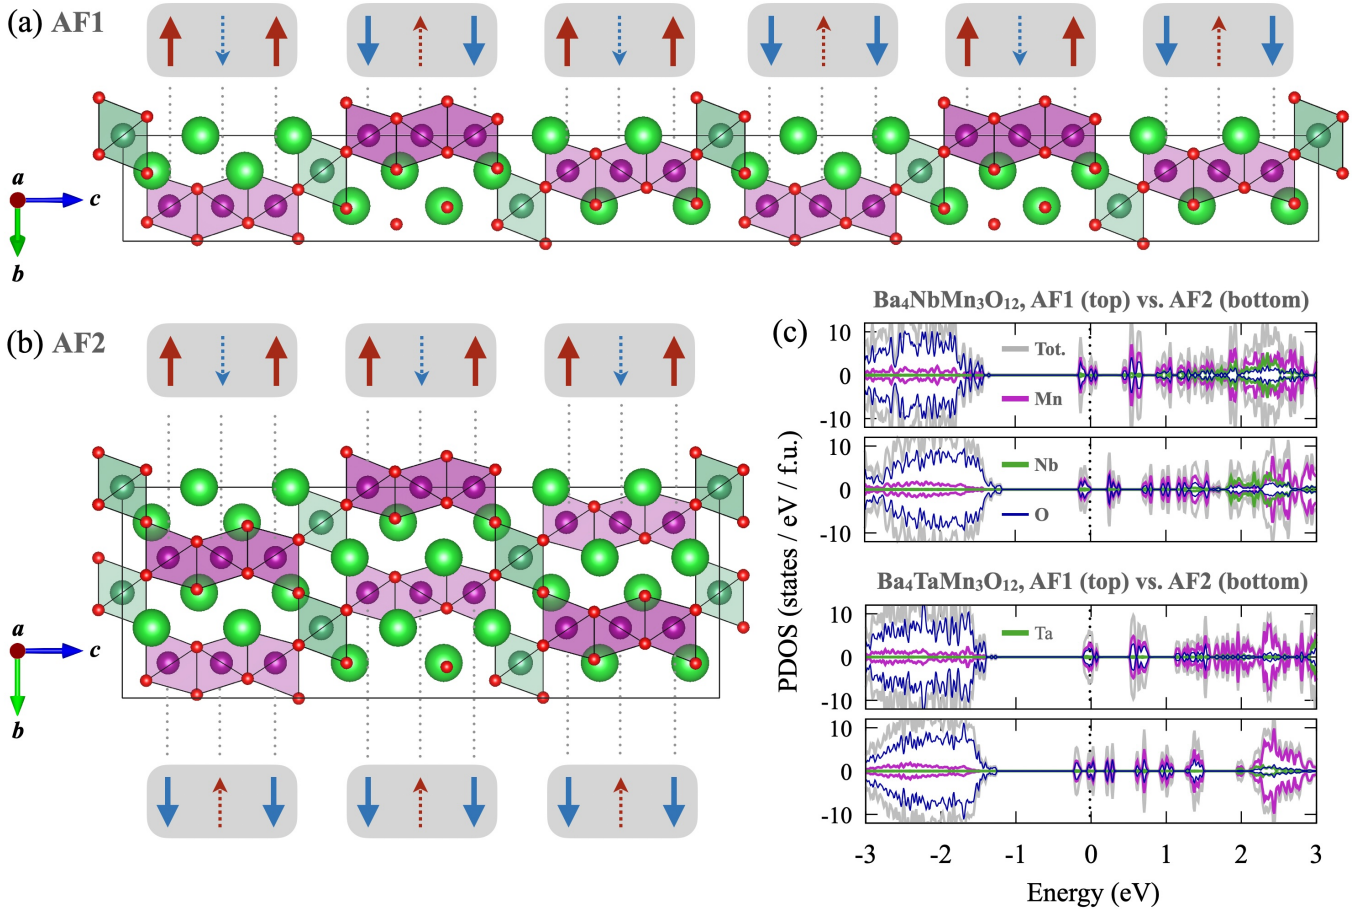 (a) AF1
a
c
b
(b) AF2
a
c
b
(c)
Ba₄NbMn₃O₁₂, AF1 (top) vs. AF2 (bottom)
10
0
-10
Tot.
Mn
10
0
-10
Nb
O
Ba₄TaMn₃O₁₂, AF1 (top) vs. AF2 (bottom)
10
0
-10
Ta
10
0
-10
PDOS (states / eV / f.u.)
-3 -2 -1 0 1 2 3
Energy (eV)